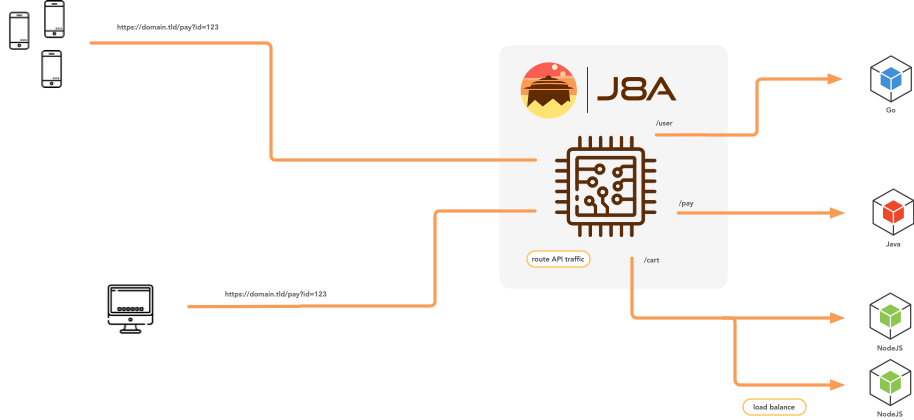 https://domain.tld/pay?id=123
J8A
/user
Go
/pay
Java
route API traffic
/cart
https://domain.tld/pay?id=123
NodeJS
load balance
NodeJS